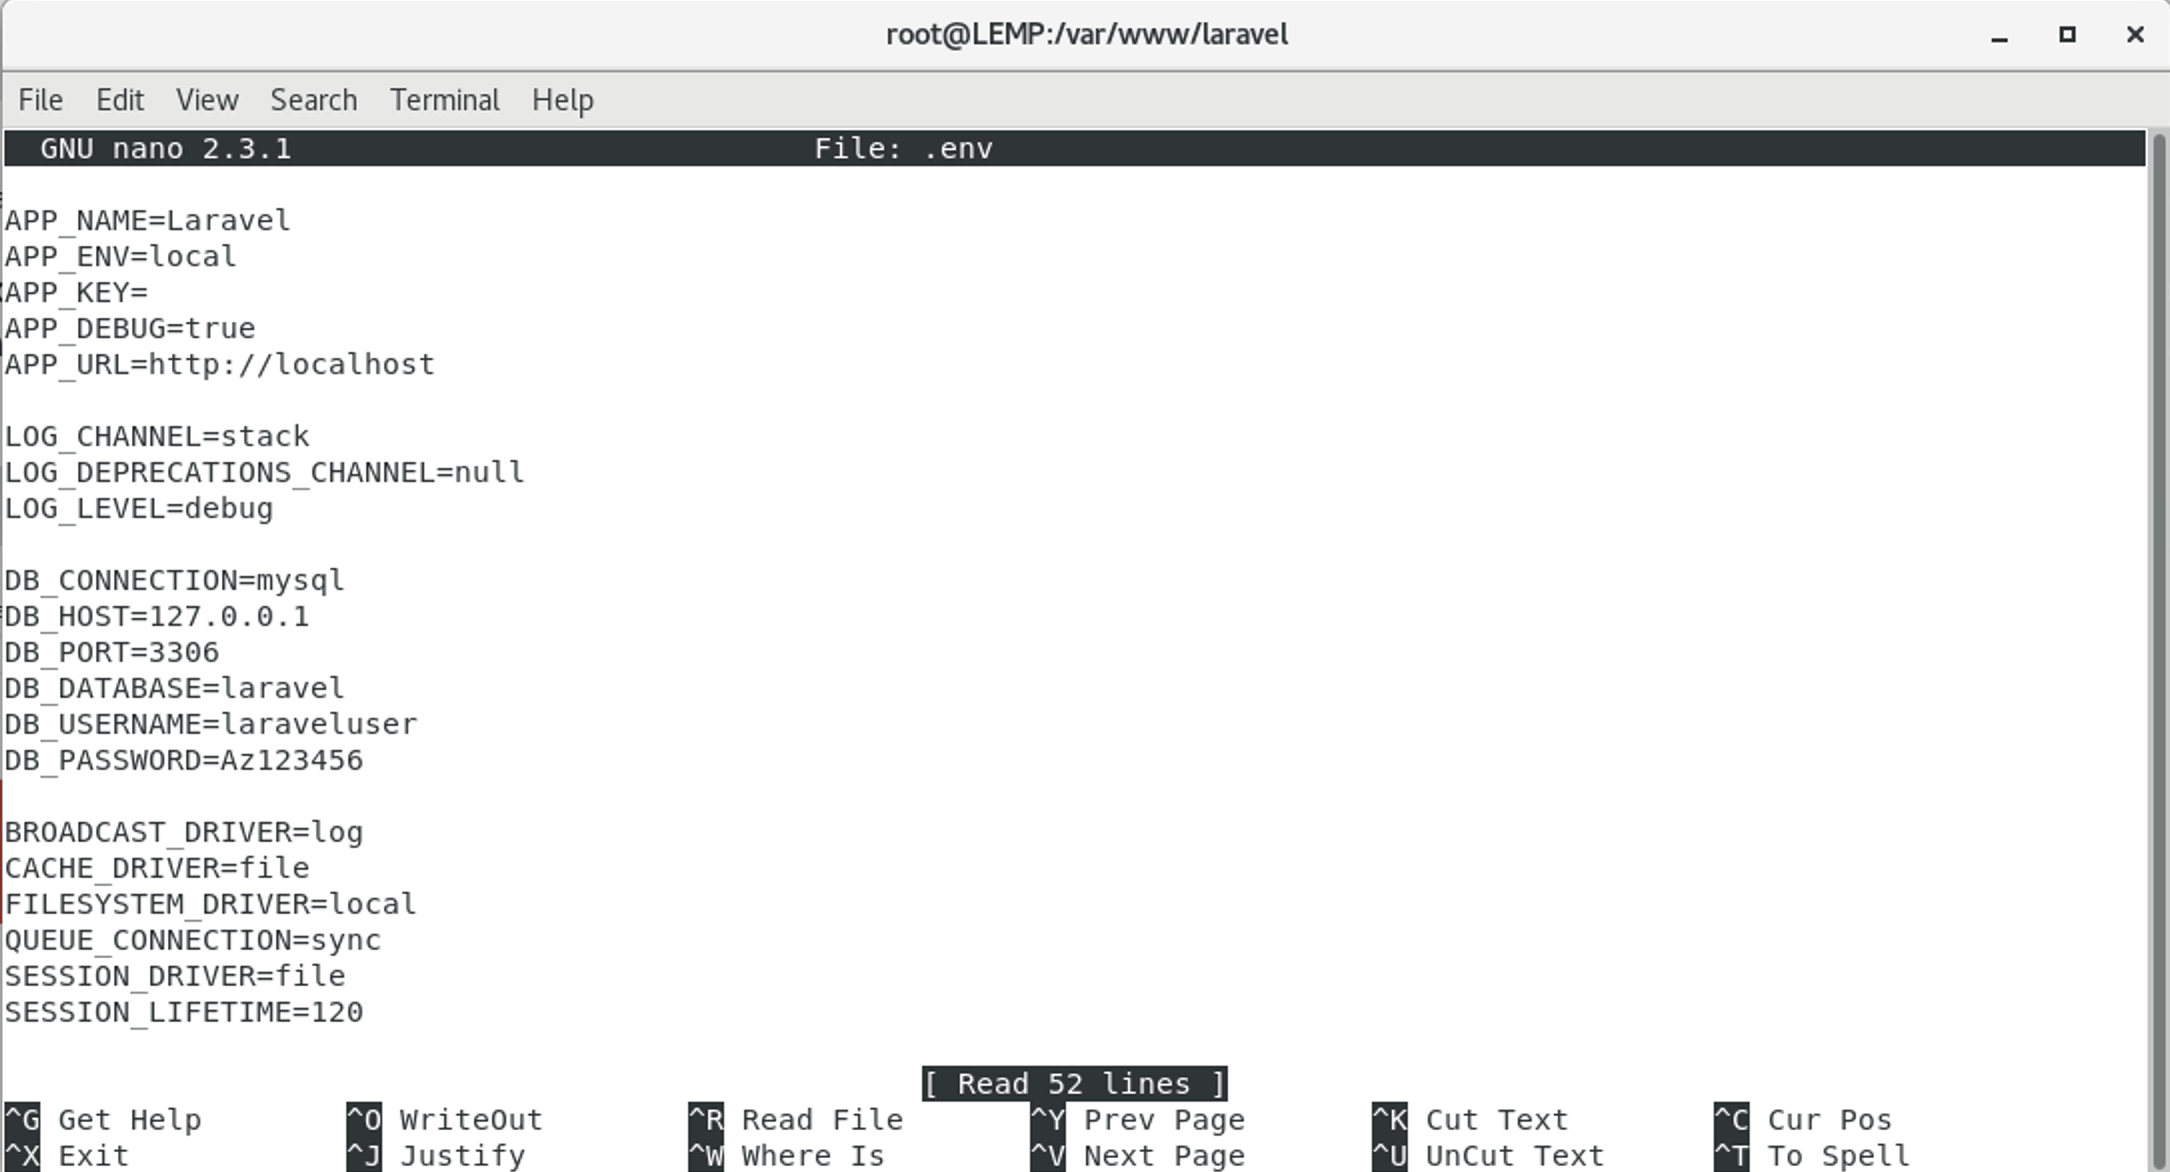 root@LEMP:/var/www/laravel
File Edit View Search Terminal Help
GNU nano 2.3.1 File: .env
APP_NAME=Laravel
APP_ENV=local
APP_KEY=
APP_DEBUG=true
APP_URL=http://localhost
LOG_CHANNEL=stack
LOG_DEPRECATIONS_CHANNEL=null
LOG_LEVEL=debug
DB_CONNECTION=mysql
DB_HOST=127.0.0.1
DB_PORT=3306
DB_DATABASE=laravel
DB_USERNAME=laraveluser
DB_PASSWORD=Az123456
BROADCAST_DRIVER=log
CACHE_DRIVER=file
FILESYSTEM_DRIVER=local
QUEUE_CONNECTION=sync
SESSION_DRIVER=file
SESSION_LIFETIME=120
[ Read 52 lines ]
^G Get Help ^O WriteOut ^R Read File ^Y Prev Page ^K Cut Text ^C Cur Pos
^X Exit ^J Justify ^W Where Is ^V Next Page ^U UnCut Text ^T To Spell